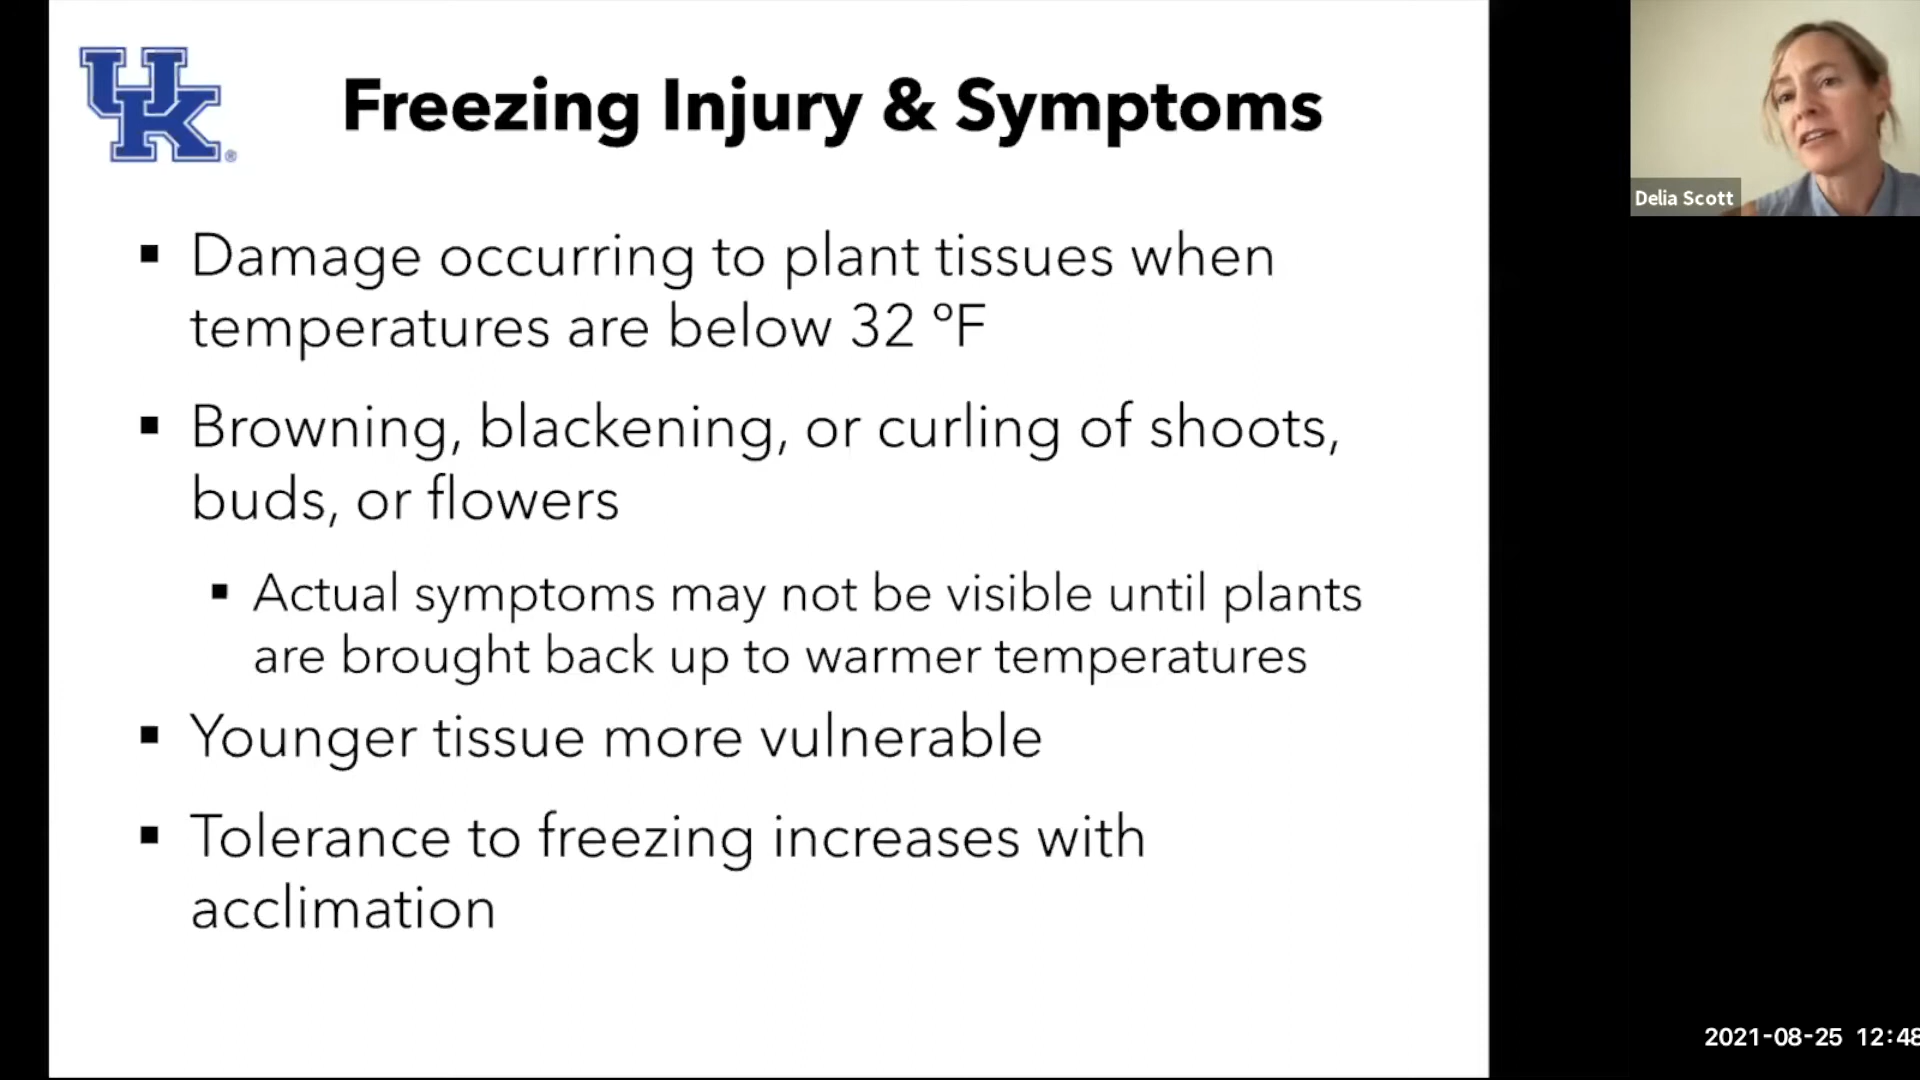 UK®
Freezing Injury & Symptoms
Delia Scott
▪ Damage occurring to plant tissues when
temperatures are below 32 ºF
▪ Browning, blackening, or curling of shoots,
buds, or flowers
▪ Actual symptoms may not be visible until plants
are brought back up to warmer temperatures
▪ Younger tissue more vulnerable
▪ Tolerance to freezing increases with
acclimation
2021-08-25 12:48